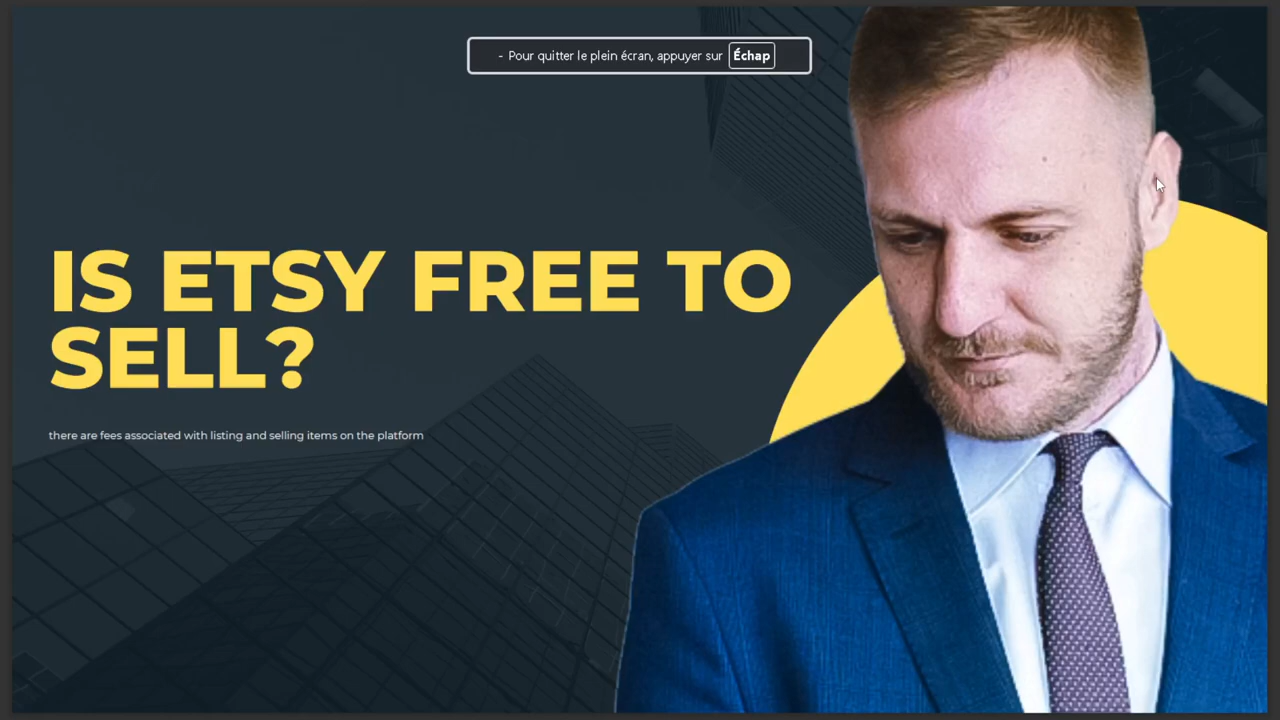 - Pour quitter le plein écran, appuyer sur Échap
IS ETSY FREE TO
SELL?
there are fees associated with listing and selling items on the platform